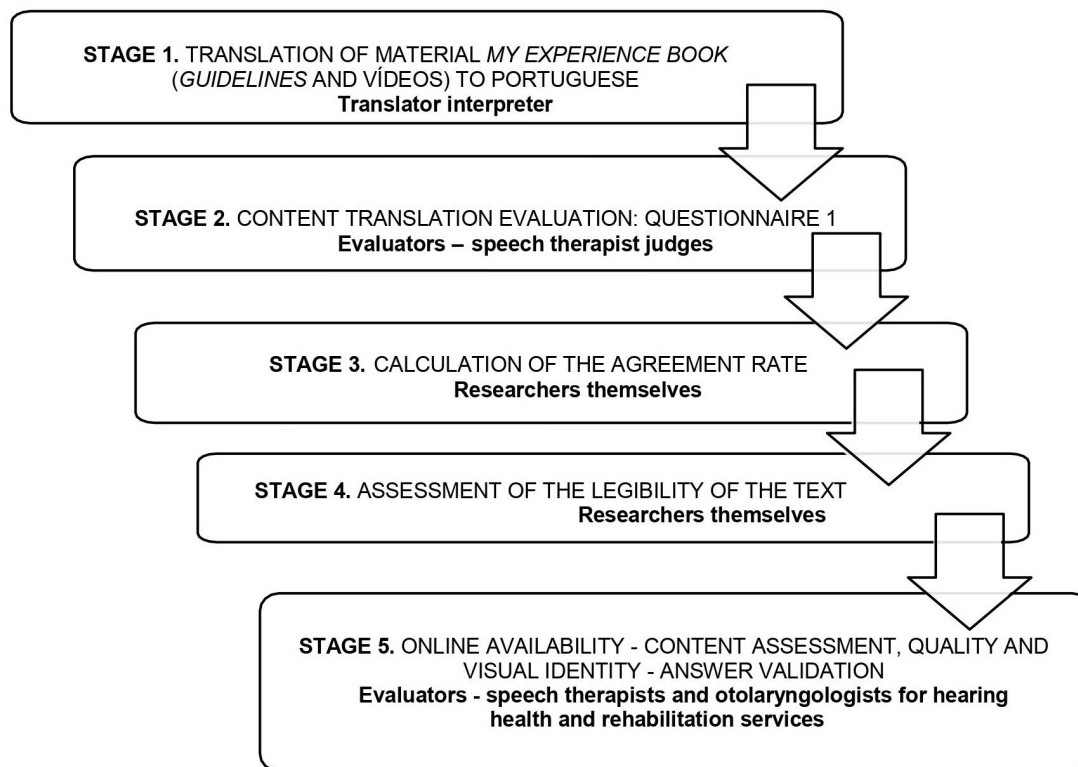 STAGE 1. TRANSLATION OF MATERIAL MY EXPERIENCE BOOK
(GUIDELINES AND VÍDEOS) TO PORTUGUESE
Translator interpreter
STAGE 2. CONTENT TRANSLATION EVALUATION: QUESTIONNAIRE 1
Evaluators – speech therapist judges
STAGE 3. CALCULATION OF THE AGREEMENT RATE
Researchers themselves
STAGE 4. ASSESSMENT OF THE LEGIBILITY OF THE TEXT
Researchers themselves
STAGE 5. ONLINE AVAILABILITY - CONTENT ASSESSMENT, QUALITY AND
VISUAL IDENTITY - ANSWER VALIDATION
Evaluators - speech therapists and otolaryngologists for hearing
health and rehabilitation services